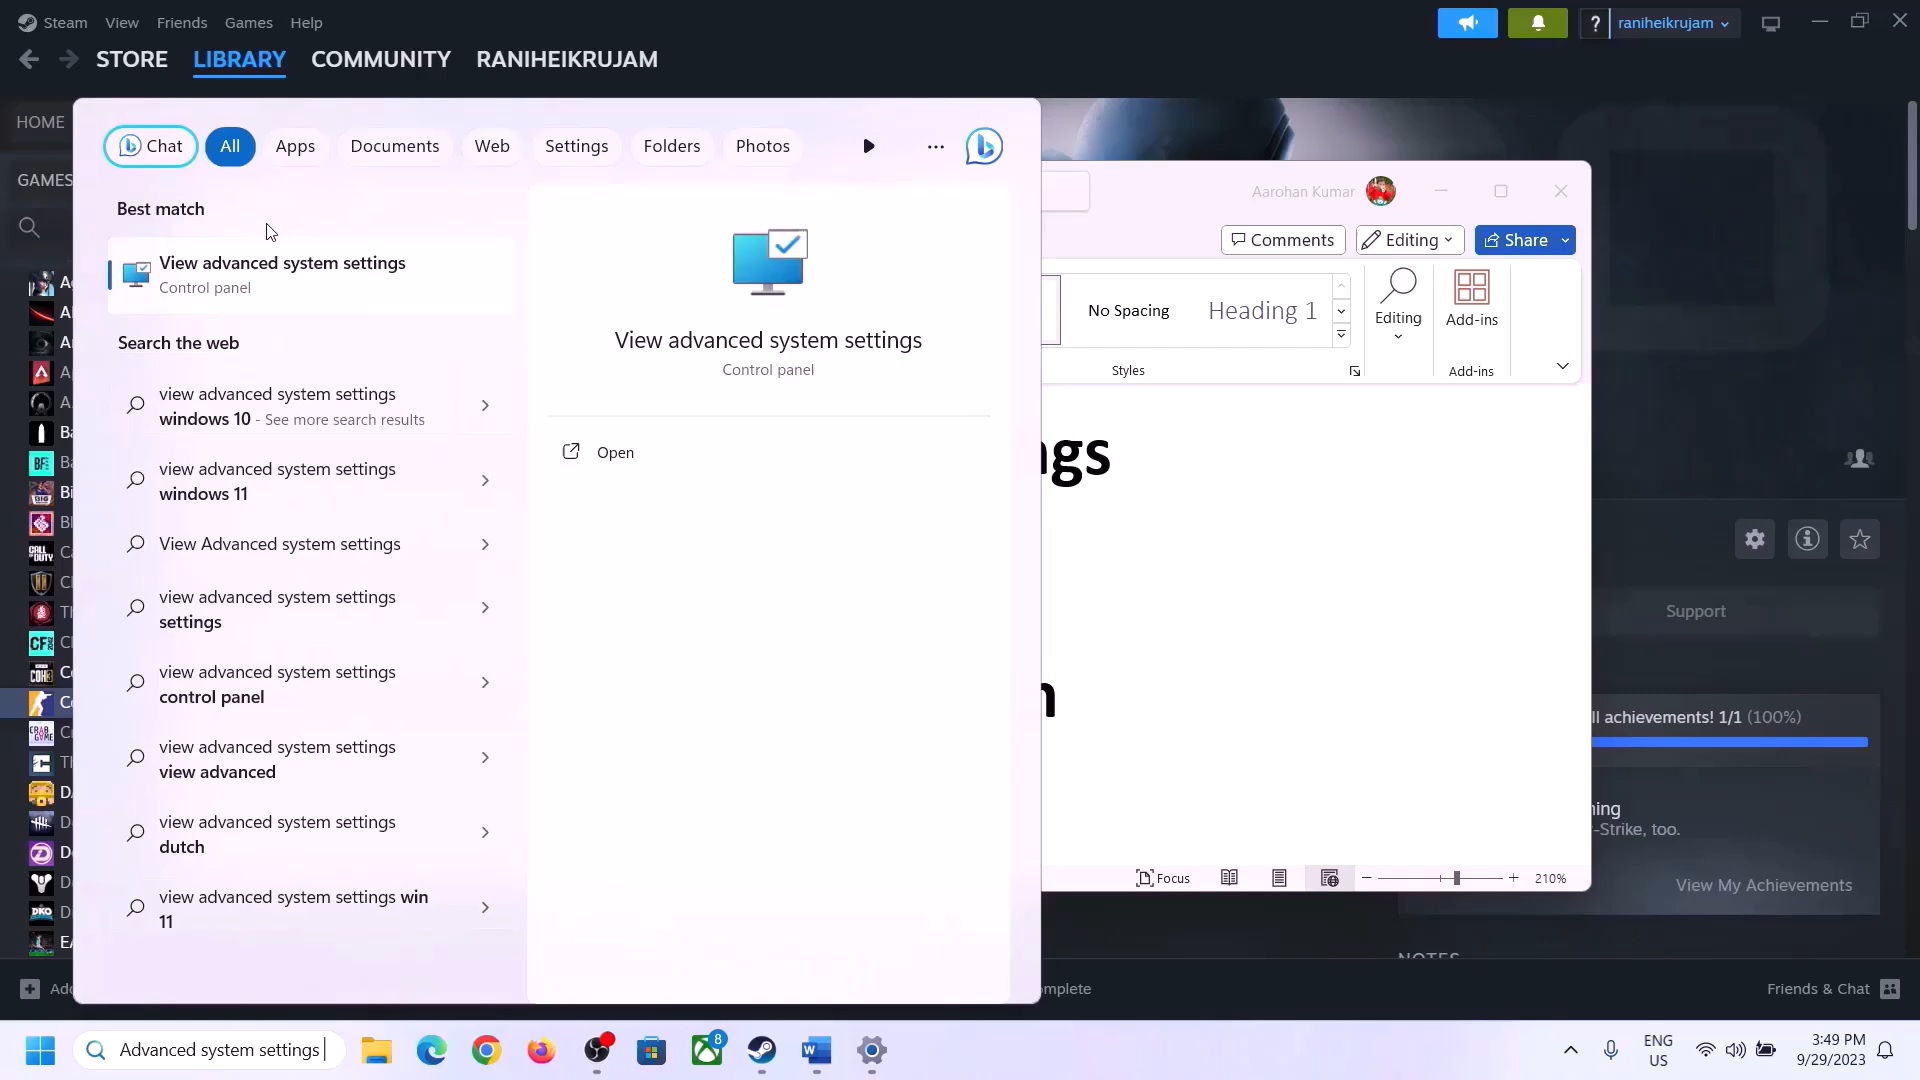 Steam View Friends Games Help
? raniheikrujam
STORE LIBRARY COMMUNITY RANIHEIKRUJAM
HOME
GAMES
Chat All Apps Documents Web Settings Folders Photos
Best match
View advanced system settings
Control panel
Search the web
view advanced system settings
windows 10 - See more search results
view advanced system settings
windows 11
View Advanced system settings
view advanced system settings
settings
view advanced system settings
control panel
view advanced system settings
view advanced
view advanced system settings
dutch
view advanced system settings win
11
View advanced system settings
Control panel
Open
Aarohan Kumar
Comments Editing Share
No Spacing Heading 1
Editing
Add-ins
Styles
Add-ins
ngs
n
Focus 210%
Support
ll achievements! 1/1 (100%)
ning
-Strike, too.
View My Achievements
NOTES
Add
mplete
Friends & Chat
Advanced system settings
8
ENG
US
3:49 PM
9/29/2023